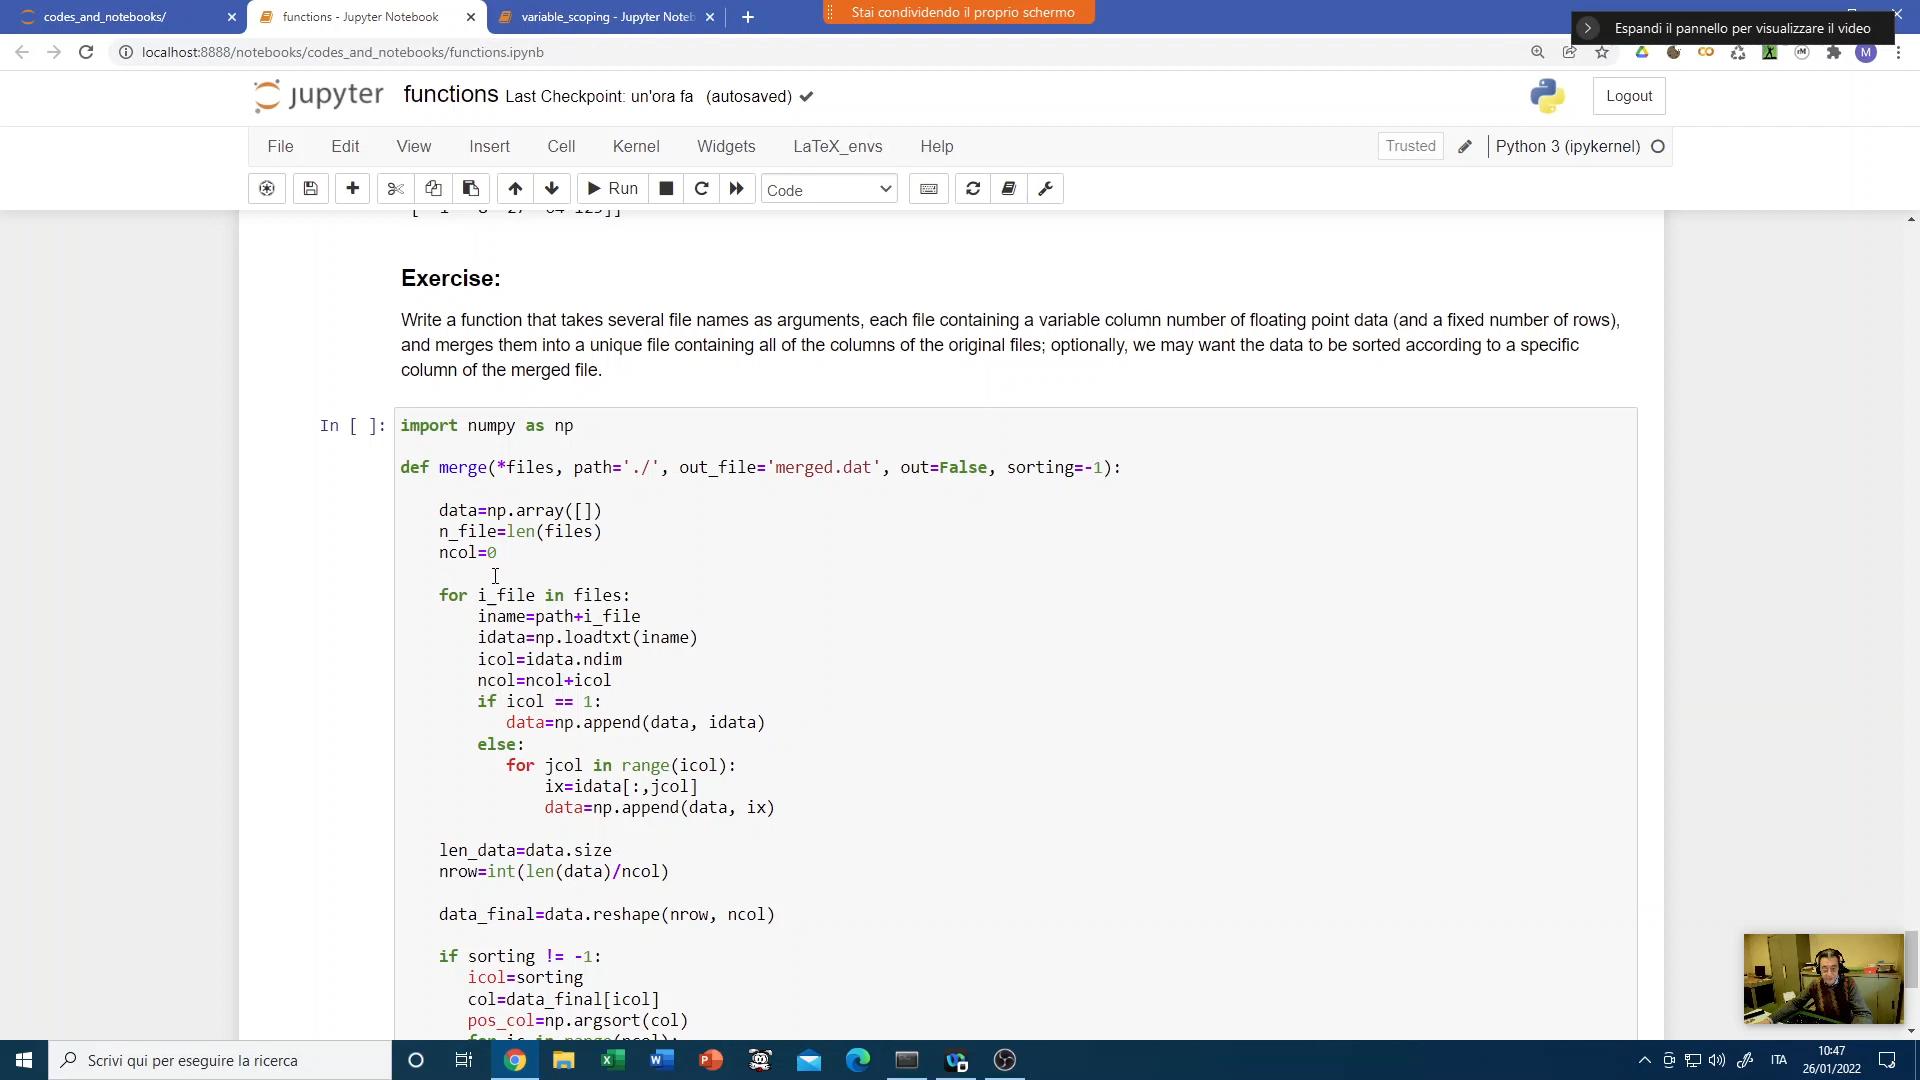 codes_and_notebooks/
functions - Jupyter Notebook
variable_scoping - Jupyter Noteb
Stai condividendo il proprio schermo
Espandi il pannello per visualizzare il video
localhost:8888/notebooks/codes_and_notebooks/functions.ipynb
M
jupyter functions Last Checkpoint: un'ora fa (autosaved)
Logout
File Edit View Insert Cell Kernel Widgets LaTeX_envs Help
Trusted
Python 3 (ipykernel)
Run
Code
Exercise:
Write a function that takes several file names as arguments, each file containing a variable column number of floating point data (and a fixed number of rows),
and merges them into a unique file containing all of the columns of the original files; optionally, we may want the data to be sorted according to a specific
column of the merged file.
In [ ]:
import numpy as np
def merge(*files, path='./', out_file='merged.dat', out=False, sorting=-1):
data=np.array([])
n_file=len(files)
ncol=0
for i_file in files:
iname=path+i_file
idata=np.loadtxt(iname)
icol=idata.ndim
ncol=ncol+icol
if icol == 1:
data=np.append(data, idata)
else:
for jcol in range(icol):
ix=idata[:,jcol]
data=np.append(data, ix)
len_data=data.size
nrow=int(len(data)/ncol)
data_final=data.reshape(nrow, ncol)
if sorting != -1:
icol=sorting
col=data_final[icol]
pos_col=np.argsort(col)
Scrivi qui per eseguire la ricerca
ITA
10:47
26/01/2022